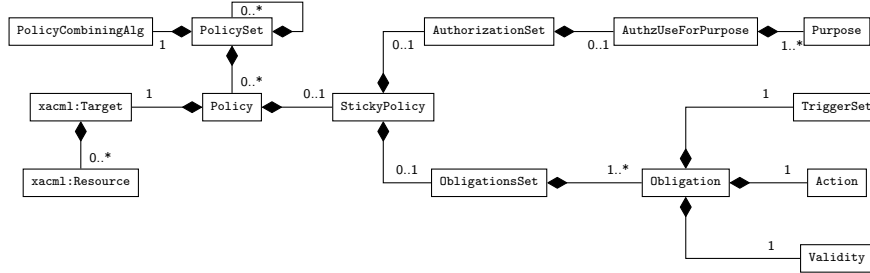 0..*
PolicyCombiningAlg
1
PolicySet
AuthorizationSet
0..1
AuthzUseForPurpose
1..*
Purpose
0..1
0..*
xacml:Target
1
Policy
0..1
StickyPolicy
1
TriggerSet
0..*
xacml:Resource
0..1
ObligationsSet
1..*
Obligation
1
Action
1
Validity